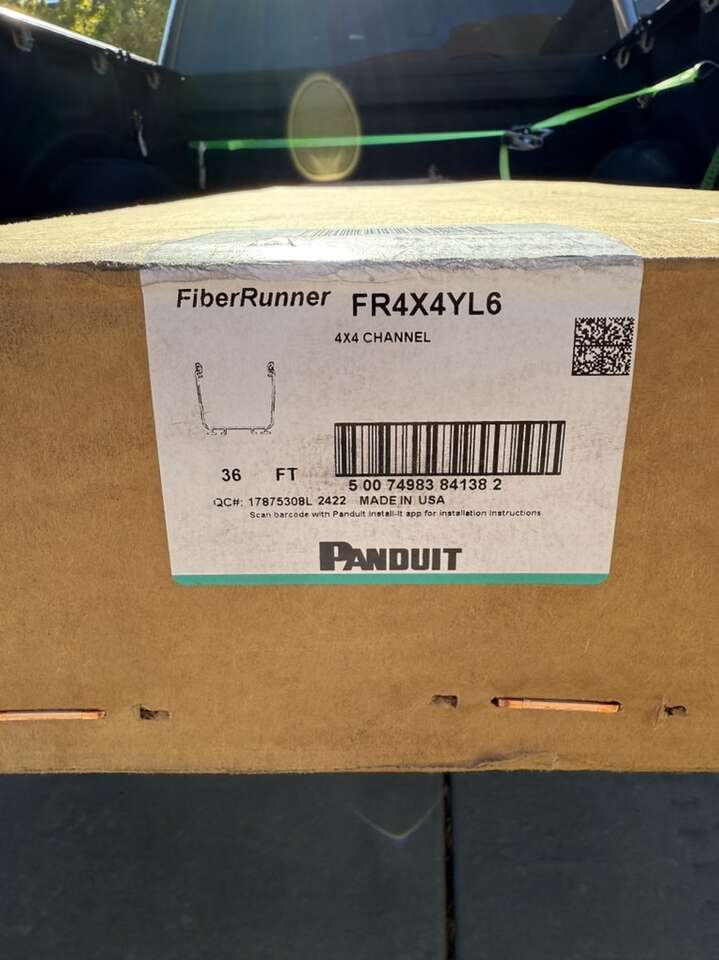 FiberRunner FR4X4YL6
4X4 CHANNEL
36 FT
5 00 74983 84138 2
QC#: 17875308L 2422 MADE IN USA
Scan barcode with Panduit Install-It app for installation instructions
PANDUIT